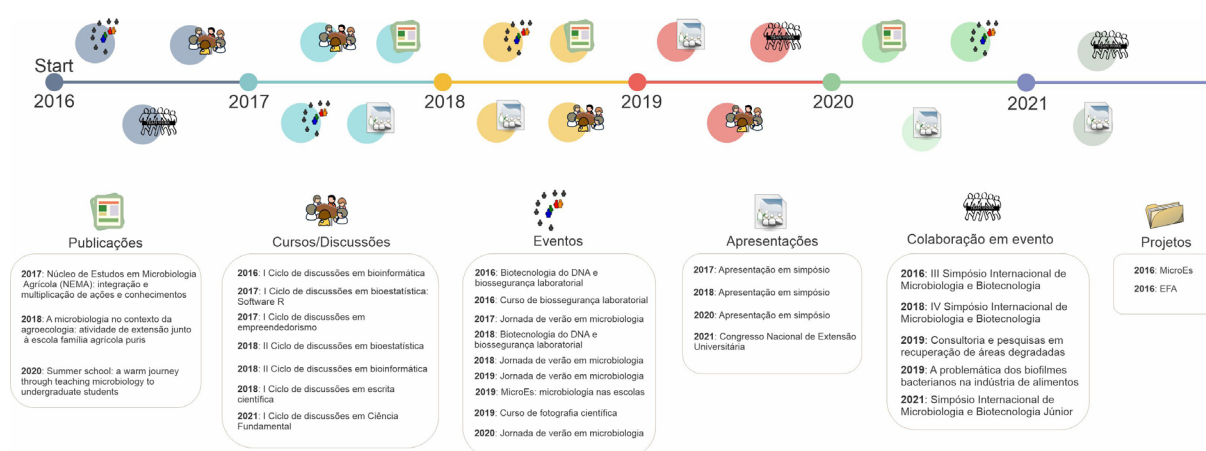 Start
2016
2017
2018
2019
2020
2021
Publicações
2017: Núcleo de Estudos em Microbiologia
Agrícola (NEMA): integração e
multiplicação de ações e conhecimentos
2018: A microbiologia no contexto da
agroecologia: atividade de extensão junto
à escola família agrícola puris
2020: Summer school: a warm journey
through teaching microbiology to
undergraduate students
Cursos/Discussões
2016: I Ciclo de discussões em bioinformática
2017: I Ciclo de discussões em bioestatística:
Software R
2017: I Ciclo de discussões em
empreendedorismo
2018: II Ciclo de discussões em bioestatística
2018: II Ciclo de discussões em bioinformática
2018: I Ciclo de discussões em escrita
científica
2021: I Ciclo de discussões em Ciência
Fundamental
Eventos
2016: Biotecnologia do DNA e
biossegurança laboratorial
2016: Curso de biossegurança laboratorial
2017: Jornada de verão em microbiologia
2018: Biotecnologia do DNA e
biossegurança laboratorial
2018: Jornada de verão em microbiologia
2019: Jornada de verão em microbiologia
2019: MicroEs: microbiologia nas escolas
2019: Curso de fotografia científica
2020: Jornada de verão em microbiologia
Apresentações
2017: Apresentação em simpósio
2018: Apresentação em simpósio
2020: Apresentação em simpósio
2021: Congresso Nacional de Extensão
Universitária
Colaboração em evento
2016: III Simpósio Internacional de
Microbiologia e Biotecnologia
2018: IV Simpósio Internacional de
Microbiologia e Biotecnologia
2019: Consultoria e pesquisas em
recuperação de áreas degradadas
2019: A problemática dos biofilmes
bacterianos na indústria de alimentos
2021: Simpósio Internacional de
Microbiologia e Biotecnologia Júnior
Projetos
2016: MicroEs
2016: EFA